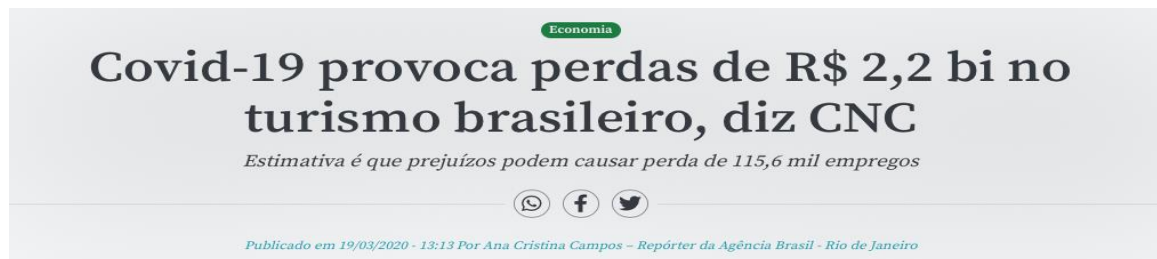 Economia
Covid-19 provoca perdas de R$ 2,2 bi no
turismo brasileiro, diz CNC
Estimativa é que prejuízos podem causar perda de 115,6 mil empregos
Publicado em 19/03/2020 - 13:13 Por Ana Cristina Campos – Repórter da Agência Brasil - Rio de Janeiro